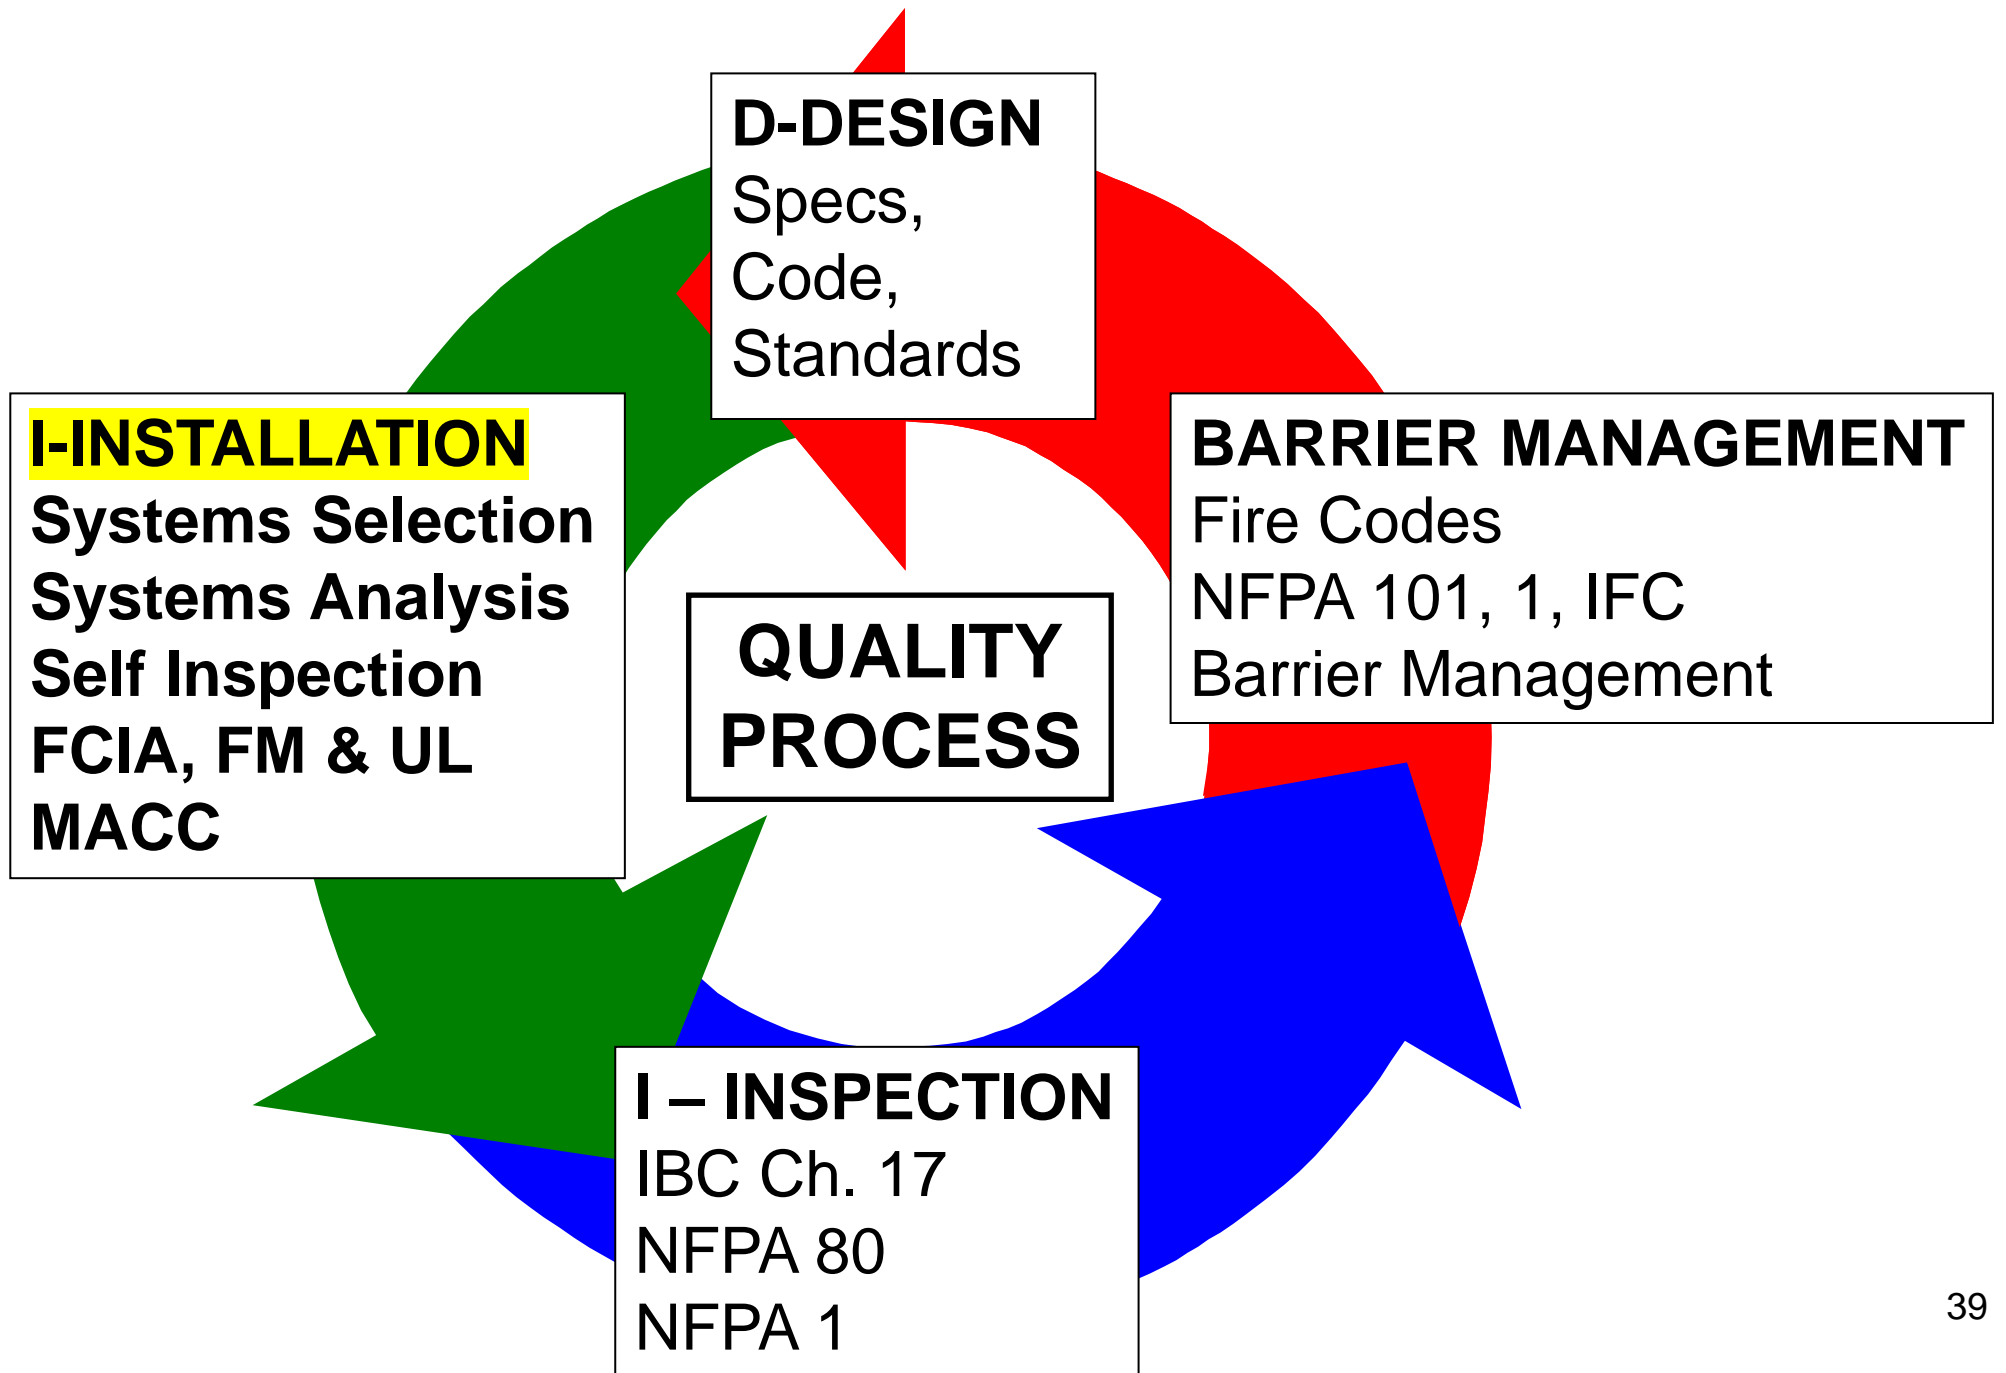 D-DESIGN
Specs,
Code,
Standards
I-INSTALLATION
Systems Selection
Systems Analysis
Self Inspection
FCIA, FM & UL
MACC
BARRIER MANAGEMENT
Fire Codes
NFPA 101, 1, IFC
Barrier Management
QUALITY
PROCESS
I – INSPECTION
IBC Ch. 17
NFPA 80
NFPA 1
39